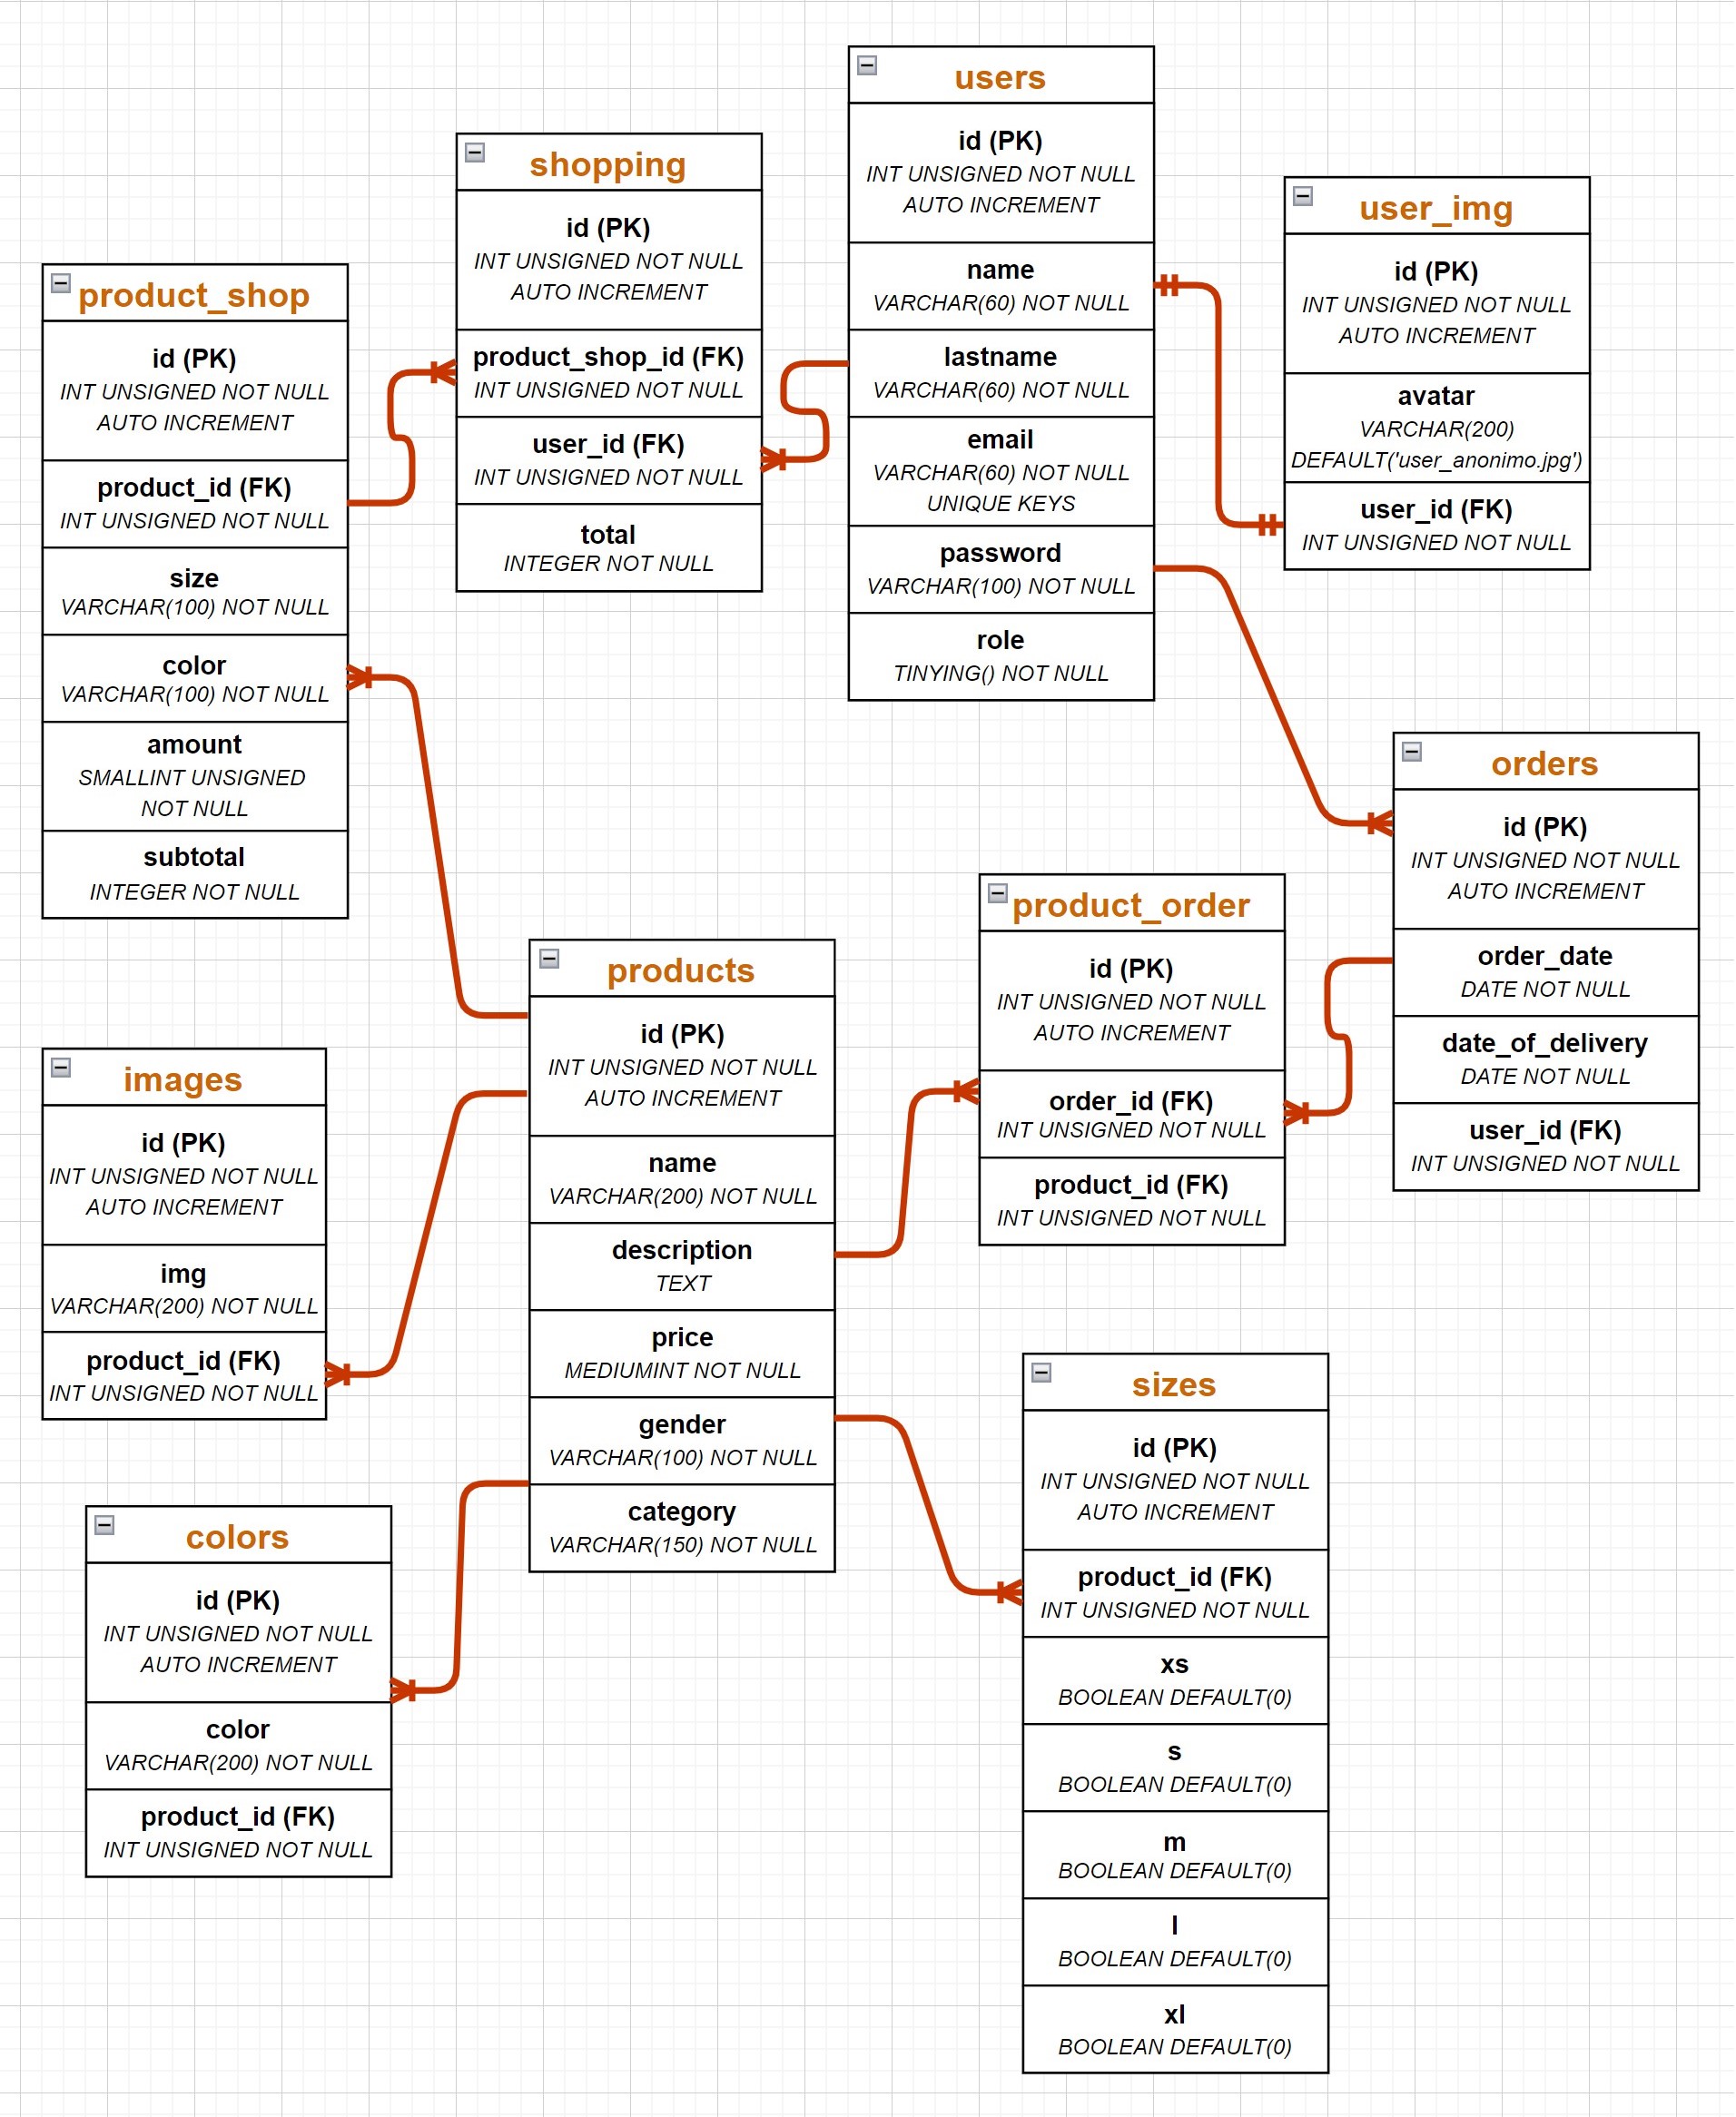 users
id (PK)
INT UNSIGNED NOT NULL
AUTO INCREMENT
name
VARCHAR(60) NOT NULL
lastname
VARCHAR(60) NOT NULL
email
VARCHAR(60) NOT NULL
UNIQUE KEYS
password
VARCHAR(100) NOT NULL
role
TINYING() NOT NULL
shopping
id (PK)
INT UNSIGNED NOT NULL
AUTO INCREMENT
product_shop_id (FK)
INT UNSIGNED NOT NULL
user_id (FK)
INT UNSIGNED NOT NULL
total
INTEGER NOT NULL
user_img
id (PK)
INT UNSIGNED NOT NULL
AUTO INCREMENT
avatar
VARCHAR(200)
DEFAULT('user_anonimo.jpg')
user_id (FK)
INT UNSIGNED NOT NULL
product_shop
id (PK)
INT UNSIGNED NOT NULL
AUTO INCREMENT
product_id (FK)
INT UNSIGNED NOT NULL
size
VARCHAR(100) NOT NULL
color
VARCHAR(100) NOT NULL
amount
SMALLINT UNSIGNED
NOT NULL
subtotal
INTEGER NOT NULL
orders
id (PK)
INT UNSIGNED NOT NULL
AUTO INCREMENT
order_date
DATE NOT NULL
date_of_delivery
DATE NOT NULL
user_id (FK)
INT UNSIGNED NOT NULL
product_order
id (PK)
INT UNSIGNED NOT NULL
AUTO INCREMENT
order_id (FK)
INT UNSIGNED NOT NULL
product_id (FK)
INT UNSIGNED NOT NULL
products
id (PK)
INT UNSIGNED NOT NULL
AUTO INCREMENT
name
VARCHAR(200) NOT NULL
description
TEXT
price
MEDIUMINT NOT NULL
gender
VARCHAR(100) NOT NULL
category
VARCHAR(150) NOT NULL
images
id (PK)
INT UNSIGNED NOT NULL
AUTO INCREMENT
img
VARCHAR(200) NOT NULL
product_id (FK)
INT UNSIGNED NOT NULL
sizes
id (PK)
INT UNSIGNED NOT NULL
AUTO INCREMENT
product_id (FK)
INT UNSIGNED NOT NULL
xs
BOOLEAN DEFAULT(0)
s
BOOLEAN DEFAULT(0)
m
BOOLEAN DEFAULT(0)
l
BOOLEAN DEFAULT(0)
xl
BOOLEAN DEFAULT(0)
colors
id (PK)
INT UNSIGNED NOT NULL
AUTO INCREMENT
color
VARCHAR(200) NOT NULL
product_id (FK)
INT UNSIGNED NOT NULL